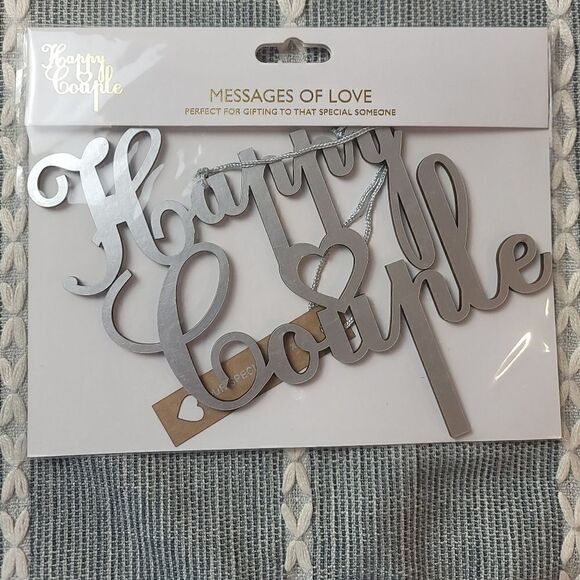 Happy
Couple
MESSAGES OF LOVE
PERFECT FOR GIFTING TO THAT SPECIAL SOMEONE
Happy
Couple